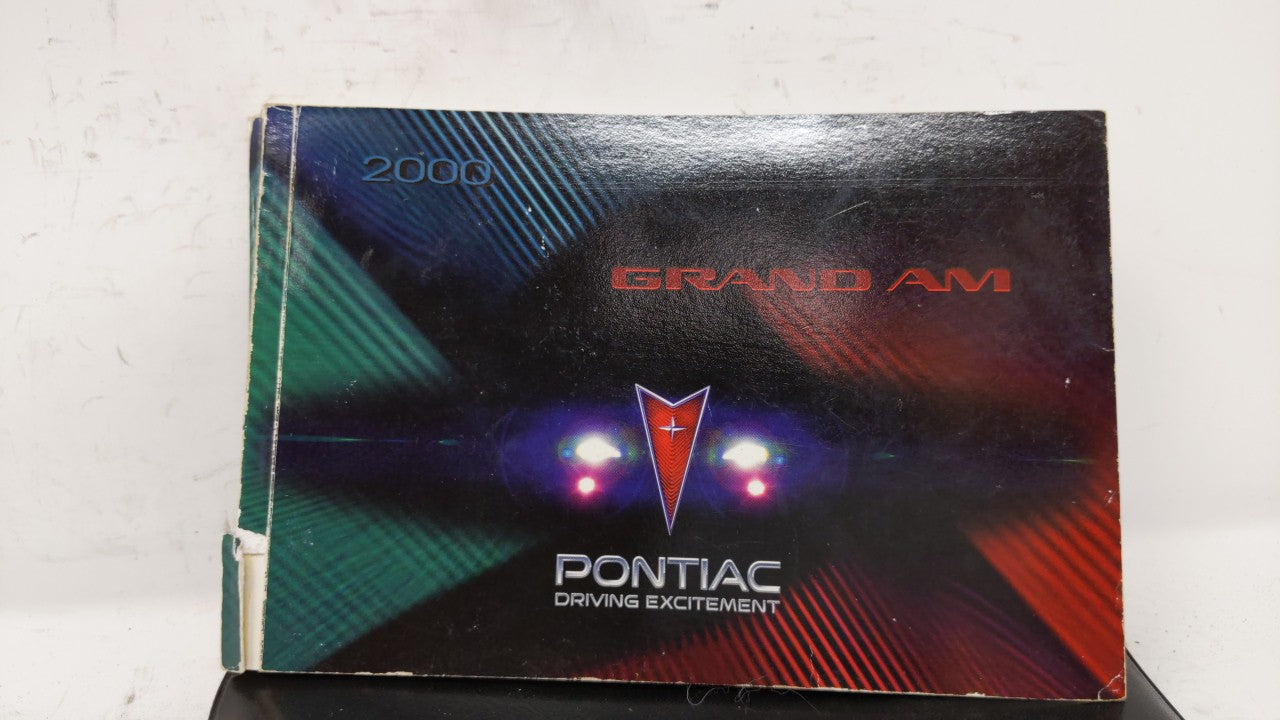 2000
GRAND AM
PONTIAC
DRIVING EXCITEMENT